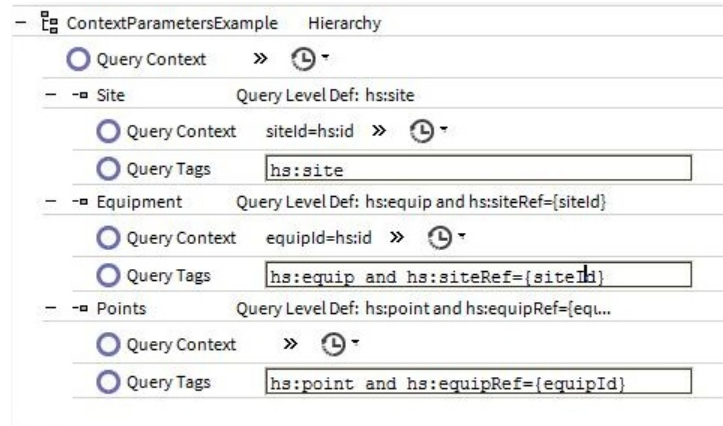 ContextParametersExample Hierarchy
Query Context »
Site Query Level Def: hs:site
Query Context siteId=hs:id »
Query Tags hs:site
Equipment Query Level Def: hs:equip and hs:siteRef={siteId}
Query Context equipId=hs:id »
Query Tags hs:equip and hs:siteRef={siteId}
Points Query Level Def: hs:point and hs:equipRef={equ...
Query Context »
Query Tags hs:point and hs:equipRef={equipId}